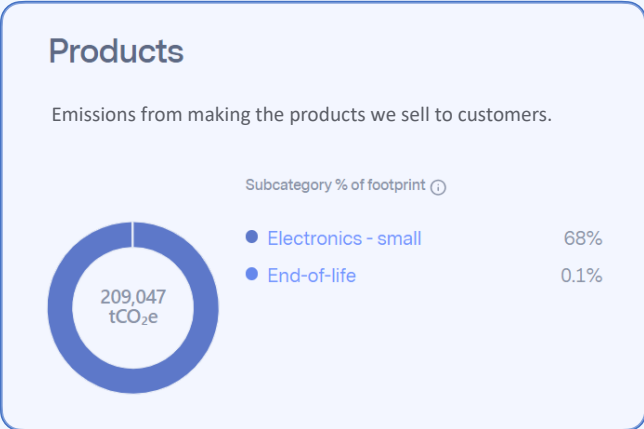 Products
Emissions from making the products we sell to customers.
Subcategory % of footprint
Electronics - small 68%
End-of-life 0.1%
209,047
tCO₂e